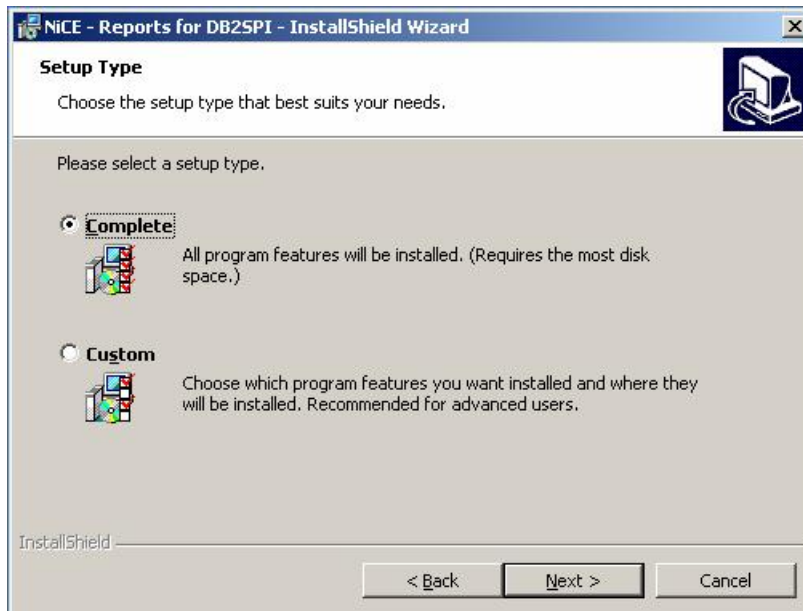 NiCE - Reports for DB2SPI - InstallShield Wizard
Setup Type
Choose the setup type that best suits your needs.
Please select a setup type.
Complete
All program features will be installed. (Requires the most disk
space.)
Custom
Choose which program features you want installed and where they
will be installed. Recommended for advanced users.
InstallShield
< Back
Next >
Cancel